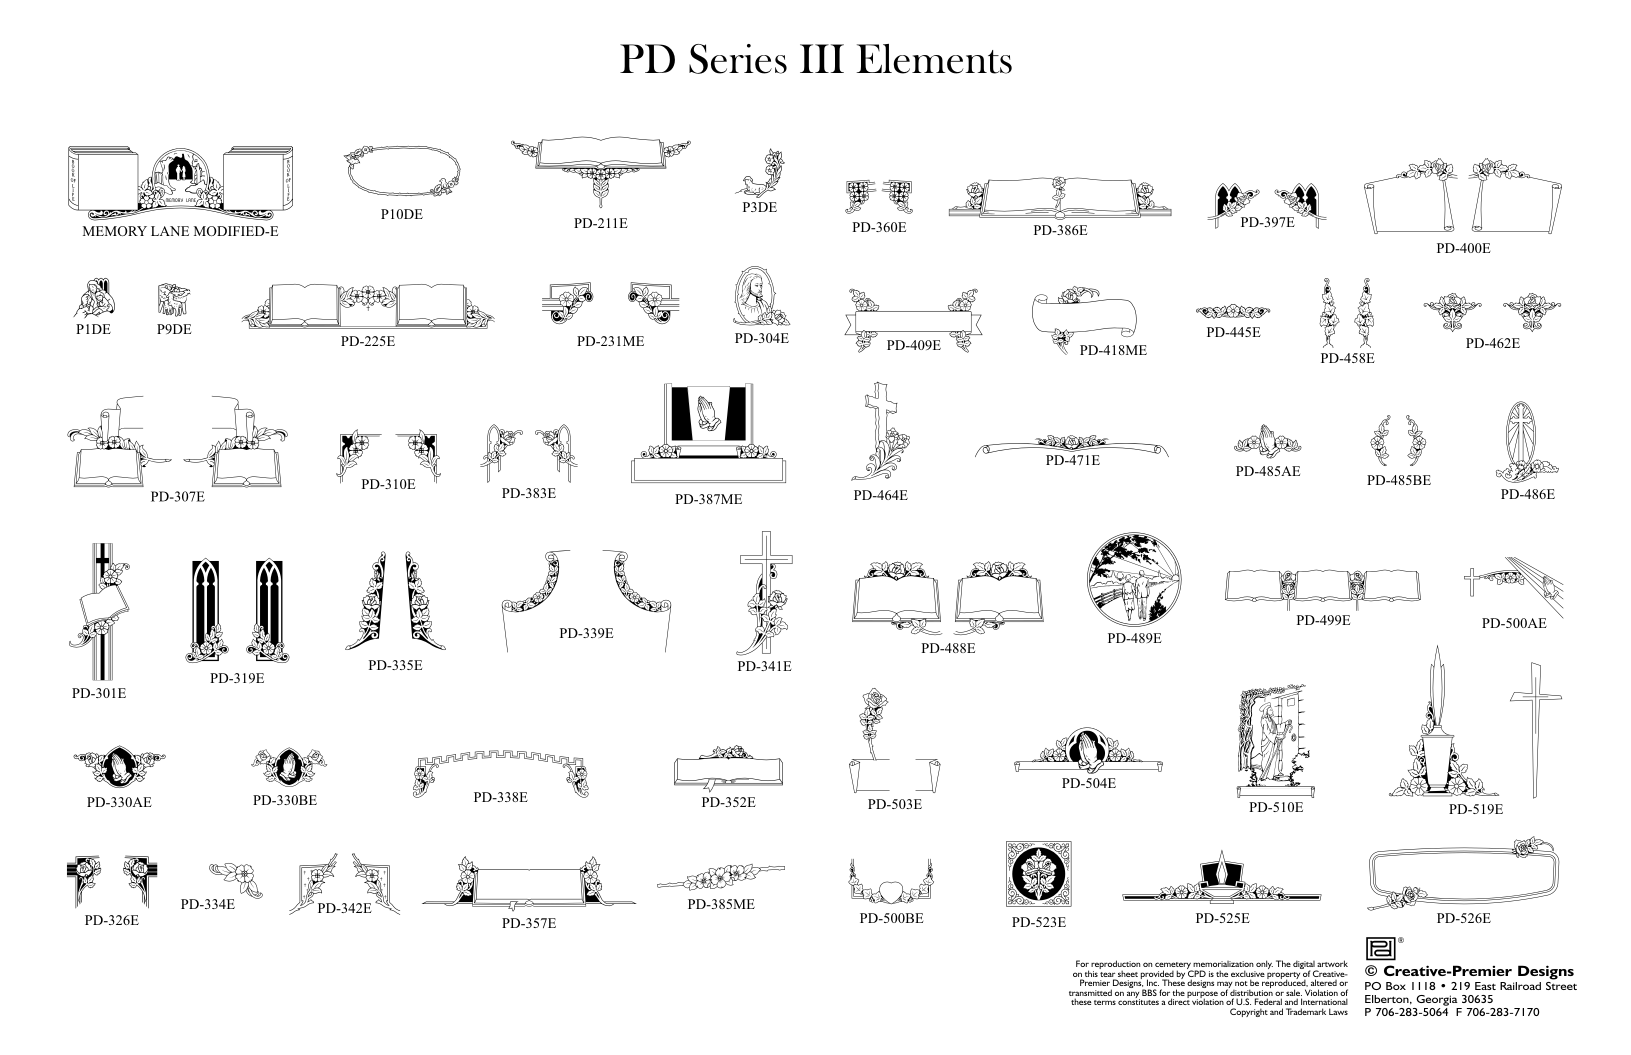 PD Series III Elements
MEMORY LANE MODIFIED-E
BOOK OF LIFE
MEMORY LANE
BOOK OF LIFE
P10DE
PD-211E
P3DE
PD-360E
PD-386E
PD-397E
PD-400E
P1DE
P9DE
PD-225E
PD-231ME
PD-304E
PD-409E
PD-418ME
PD-445E
PD-458E
PD-462E
PD-307E
PD-310E
PD-383E
PD-387ME
PD-464E
PD-471E
PD-485AE
PD-485BE
PD-486E
PD-301E
PD-319E
PD-335E
PD-339E
PD-341E
PD-488E
PD-489E
PD-499E
PD-500AE
PD-330AE
PD-330BE
PD-338E
PD-352E
PD-503E
PD-504E
PD-510E
PD-519E
PD-326E
PD-334E
PD-342E
PD-357E
PD-385ME
PD-500BE
PD-523E
PD-525E
PD-526E
For reproduction on cemetery memorialization only. The digital artwork
on this tear sheet provided by CPD is the exclusive property of Creative-
Premier Designs, Inc. These designs may not be reproduced, altered or
transmitted on any BBS for the purpose of distribution or sale. Violation of
these terms constitutes a direct violation of U.S. Federal and International
Copyright and Trademark Laws
PD ®
© Creative-Premier Designs
PO Box 1118 • 219 East Railroad Street
Elberton, Georgia 30635
P 706-283-5064 F 706-283-7170